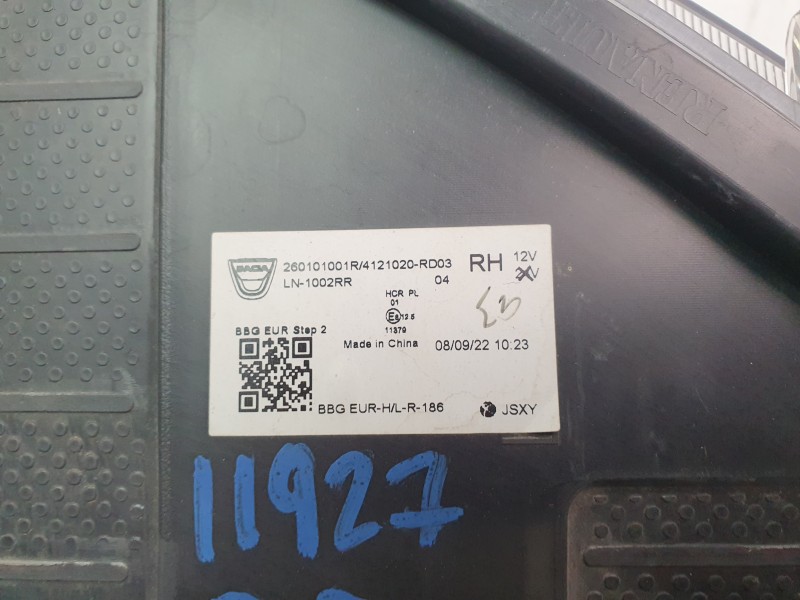 RENAULT
DACIA
260101001R/4121020-RD03
RH
12V
LN-1002RR
04
HCR PL
01
12.5
11379
BBG EUR Step 2
Made in China
08/09/22 10:23
BBG EUR-H/L-R-186
JSXY
11927